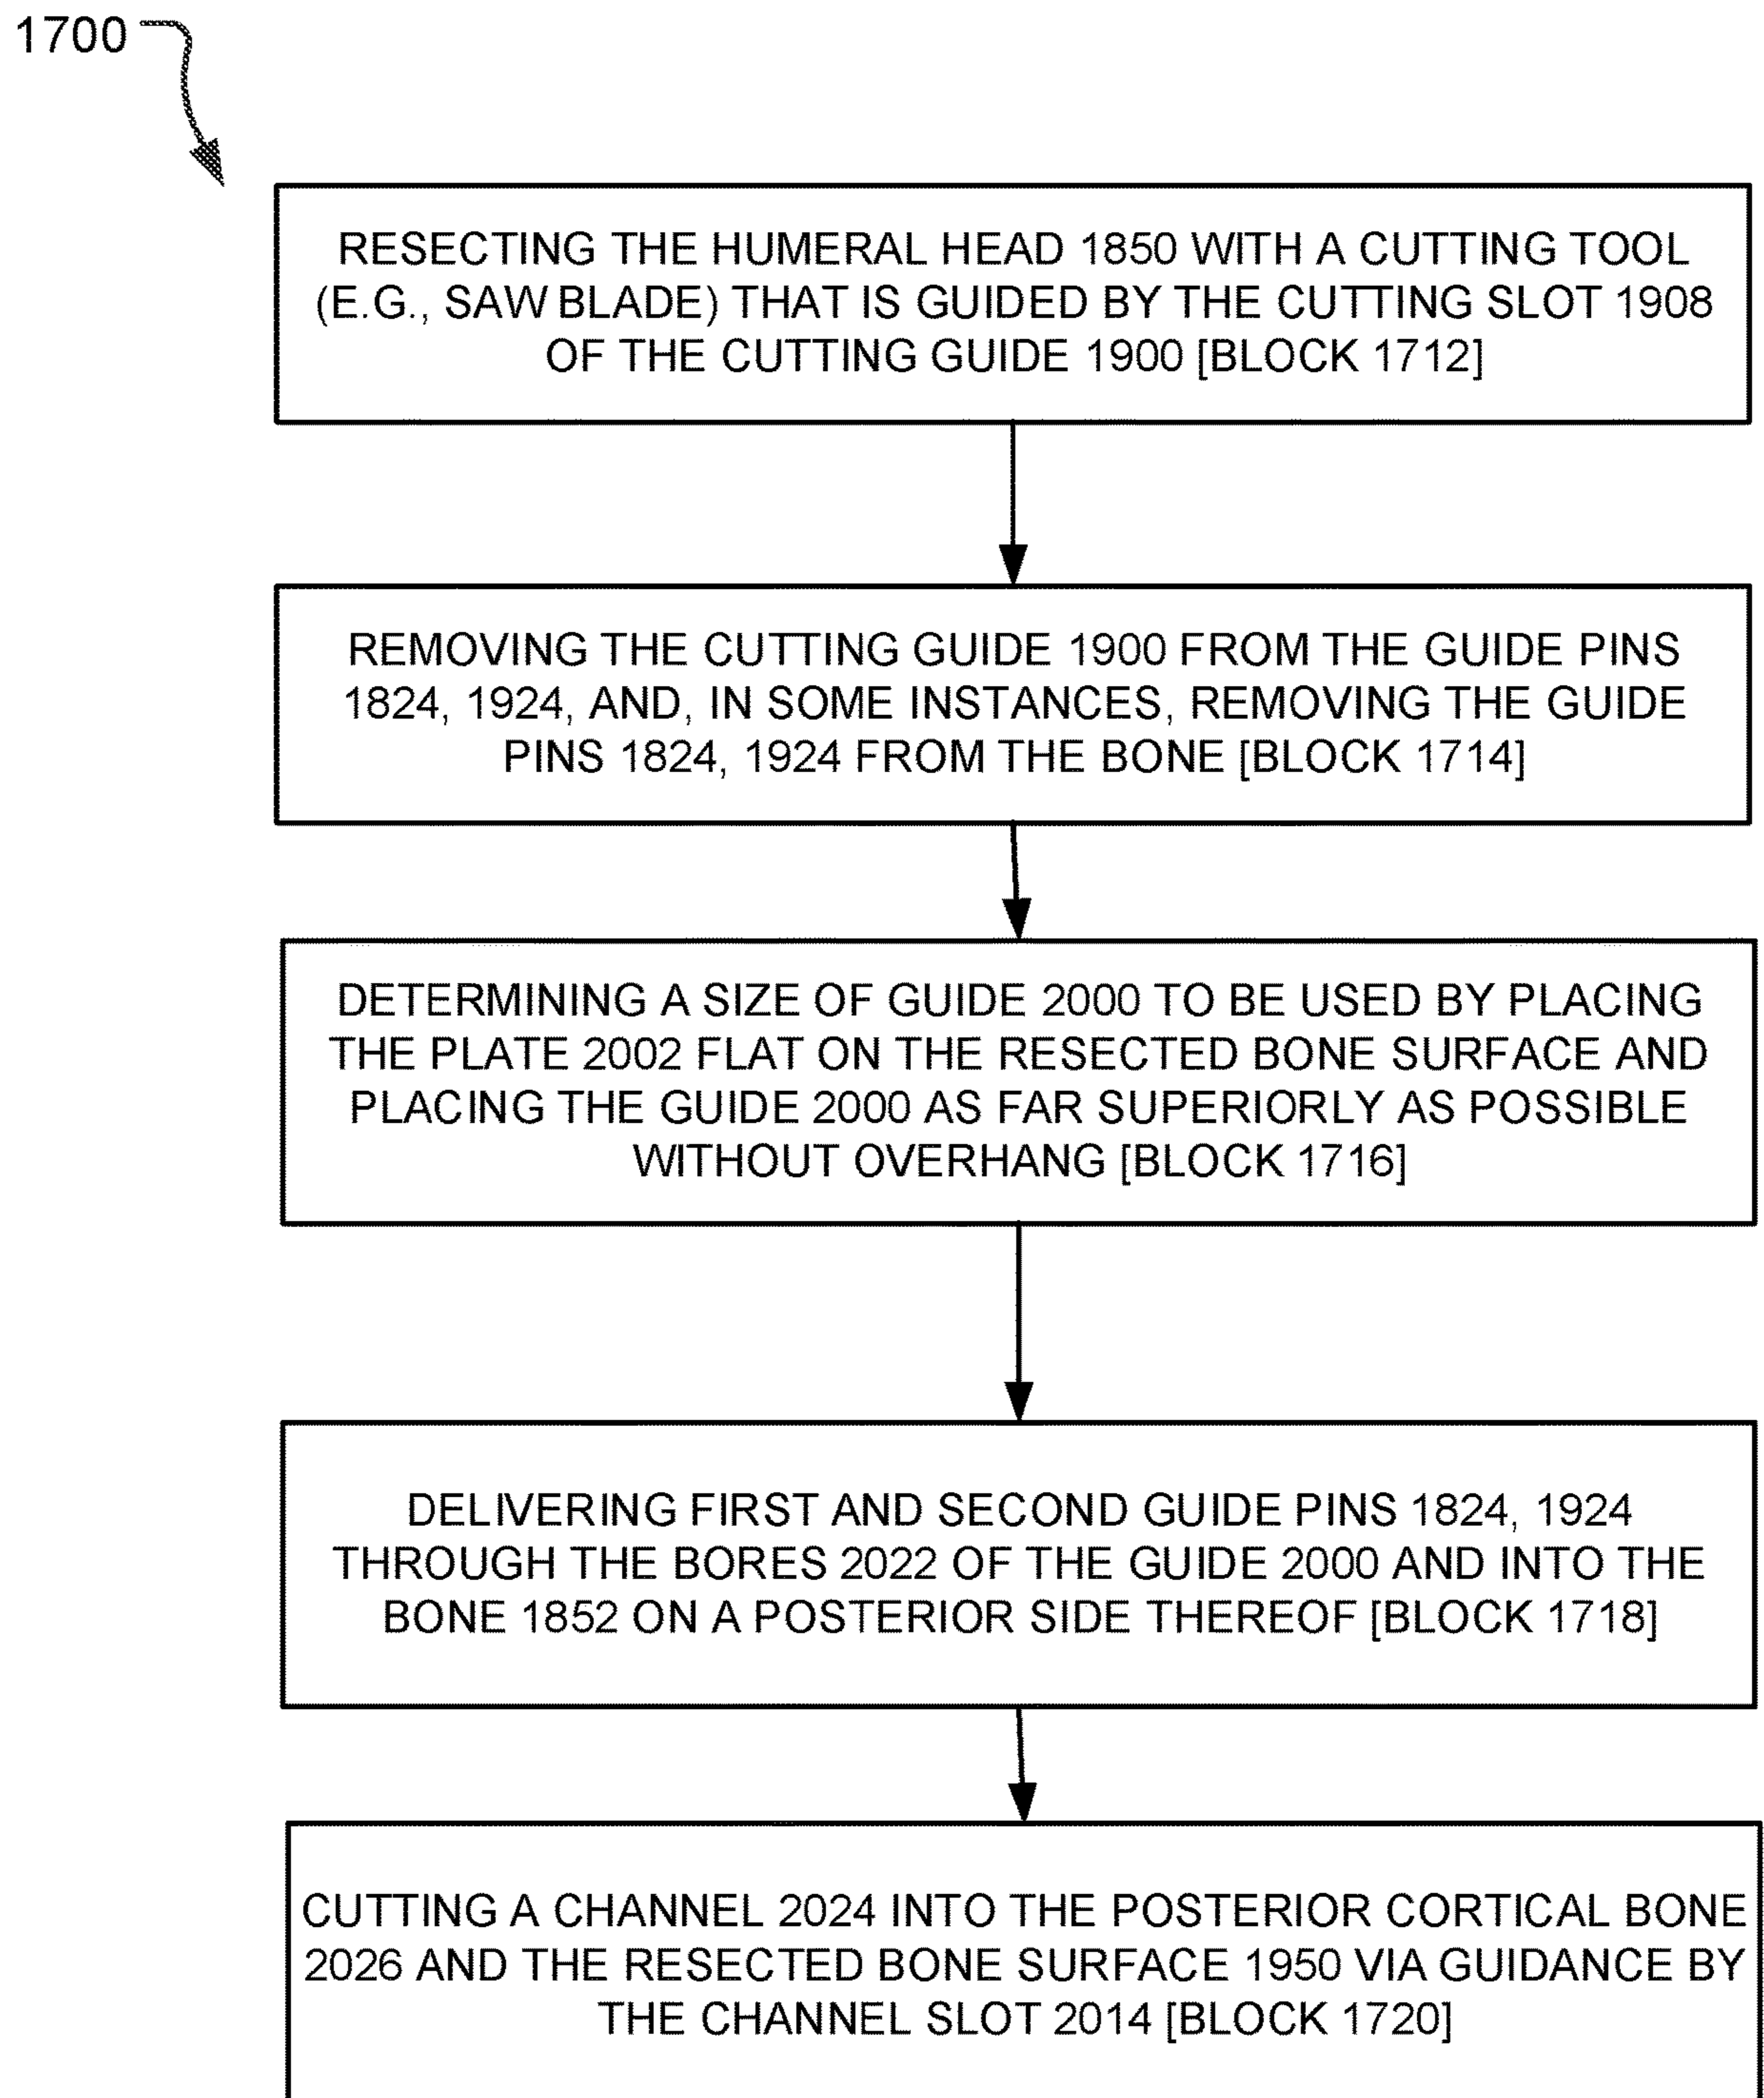 1700
RESECTING THE HUMERAL HEAD 1850 WITH A CUTTING TOOL
(E.G., SAW BLADE) THAT IS GUIDED BY THE CUTTING SLOT 1908
OF THE CUTTING GUIDE 1900 [BLOCK 1712]
REMOVING THE CUTTING GUIDE 1900 FROM THE GUIDE PINS
1824, 1924, AND, IN SOME INSTANCES, REMOVING THE GUIDE
PINS 1824, 1924 FROM THE BONE [BLOCK 1714]
DETERMINING A SIZE OF GUIDE 2000 TO BE USED BY PLACING
THE PLATE 2002 FLAT ON THE RESECTED BONE SURFACE AND
PLACING THE GUIDE 2000 AS FAR SUPERIORLY AS POSSIBLE
WITHOUT OVERHANG [BLOCK 1716]
DELIVERING FIRST AND SECOND GUIDE PINS 1824, 1924
THROUGH THE BORES 2022 OF THE GUIDE 2000 AND INTO THE
BONE 1852 ON A POSTERIOR SIDE THEREOF [BLOCK 1718]
CUTTING A CHANNEL 2024 INTO THE POSTERIOR CORTICAL BONE
2026 AND THE RESECTED BONE SURFACE 1950 VIA GUIDANCE BY
THE CHANNEL SLOT 2014 [BLOCK 1720]